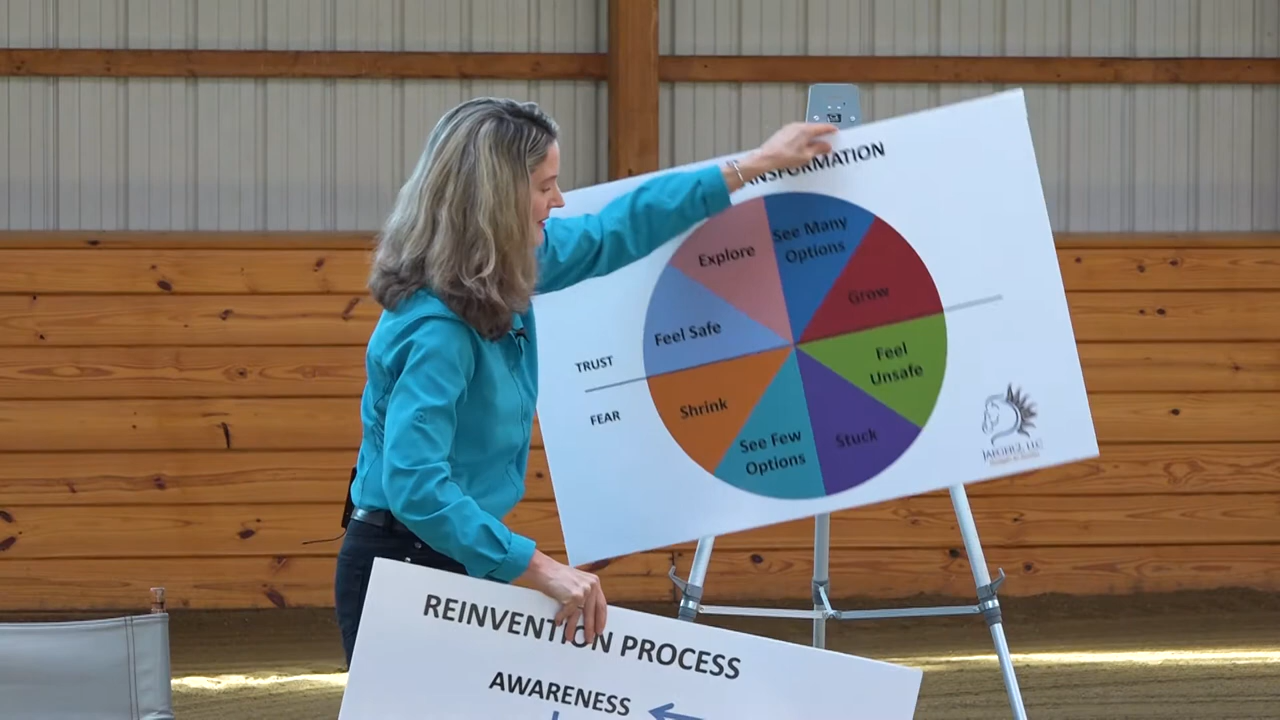 ANSFORMATION
See Many
Options
Explore
Grow
Feel Safe
Feel
Unsafe
TRUST
FEAR
Shrink
See Few
Options
Stuck
REINVENTION PROCESS
AWARENESS